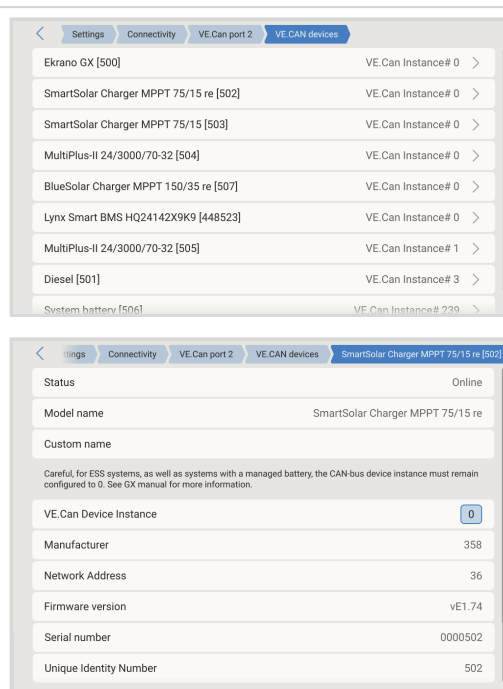 Settings Connectivity VE.Can port 2 VE.CAN devices
Ekrano GX [500] VE.Can Instance# 0
SmartSolar Charger MPPT 75/15 re [502] VE.Can Instance# 0
SmartSolar Charger MPPT 75/15 [503] VE.Can Instance# 0
MultiPlus-II 24/3000/70-32 [504] VE.Can Instance# 0
BlueSolar Charger MPPT 150/35 re [507] VE.Can Instance# 0
Lynx Smart BMS HQ24142X9K9 [448523] VE.Can Instance# 0
MultiPlus-II 24/3000/70-32 [505] VE.Can Instance# 1
Diesel [501] VE.Can Instance# 3
System battery [506] VE.Can Instance# 239
ttings Connectivity VE.Can port 2 VE.CAN devices SmartSolar Charger MPPT 75/15 re [502]
Status Online
Model name SmartSolar Charger MPPT 75/15 re
Custom name
Careful, for ESS systems, as well as systems with a managed battery, the CAN-bus device instance must remain
configured to 0. See GX manual for more information.
VE.Can Device Instance 0
Manufacturer 358
Network Address 36
Firmware version vE1.74
Serial number 0000502
Unique Identity Number 502